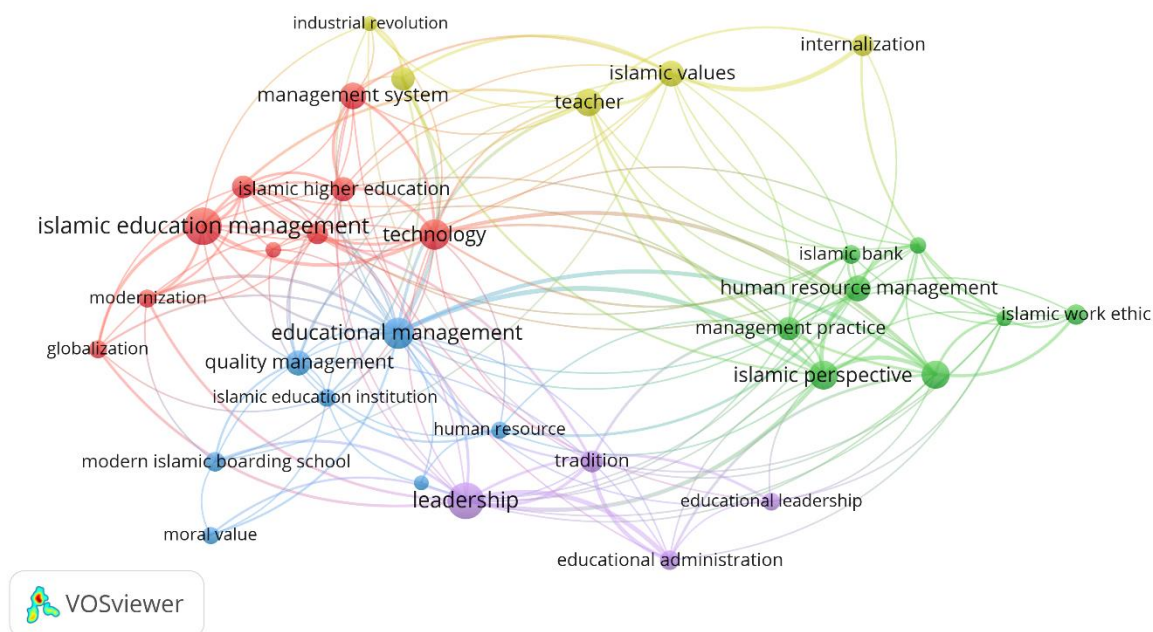 industrial revolution
internalization
islamic values
management system
teacher
islamic higher education
islamic education management
technology
islamic bank
human resource management
modernization
islamic work ethic
management practice
educational management
globalization
quality management
islamic perspective
islamic education institution
human resource
modern islamic boarding school
tradition
leadership
educational leadership
moral value
educational administration
VOSviewer